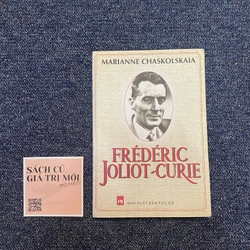 MARIANNE CHASKOLSKAIA
FRÉDÉRIC
JOLIOT-CURIE
SÁCH CŨ
GIÁ TRỊ MỚI